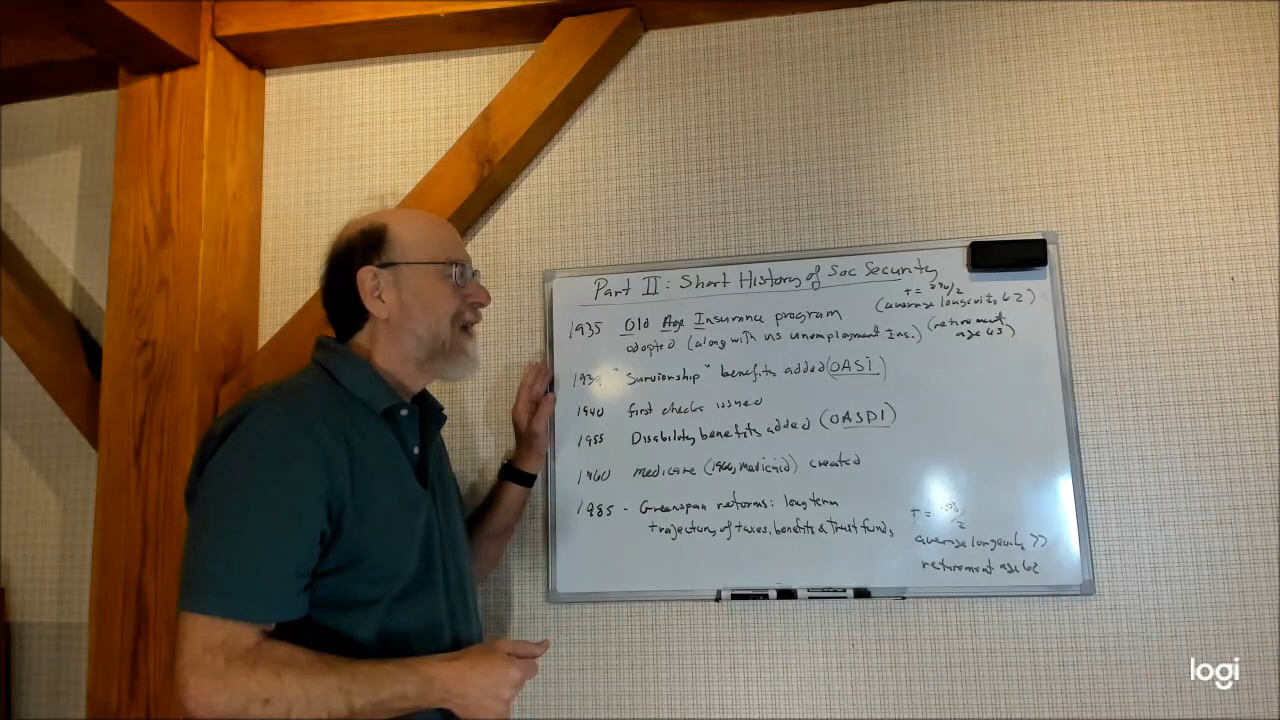 Part II: Short History of Soc Security
T = 2%/2
(average longevity 62)
1935 Old Age Insurance program
adopted (along with US unemployment Ins.)
(retirement
age 65)
"Survivorship" benefits added (OASI)
1940 first checks issued
1955 Disability benefits added (OASDI)
1960 medicare (1966, medicaid) created
1985 - Greenspan reforms: long term
trajectory of taxes, benefits & trust funds
T =
/2
average longevity >>
retirement age 62
logi